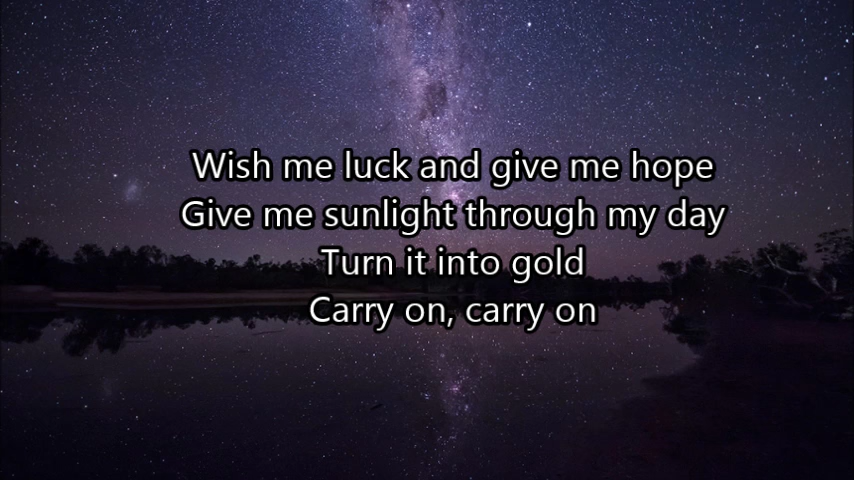 Wish me luck and give me hope
Give me sunlight through my day
Turn it into gold
Carry on, carry on